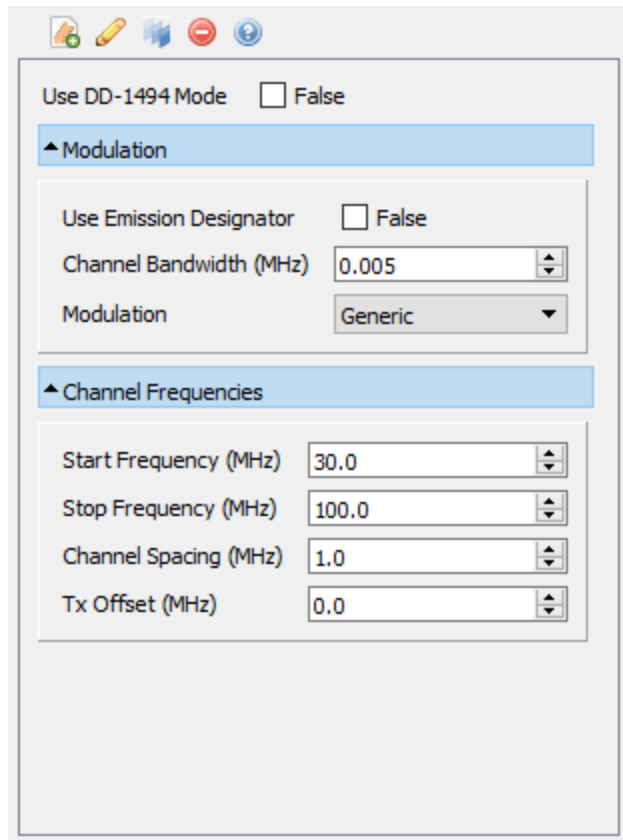 Use DD-1494 Mode False
Modulation
Use Emission Designator False
Channel Bandwidth (MHz) 0.005
Modulation Generic
Channel Frequencies
Start Frequency (MHz) 30.0
Stop Frequency (MHz) 100.0
Channel Spacing (MHz) 1.0
Tx Offset (MHz) 0.0